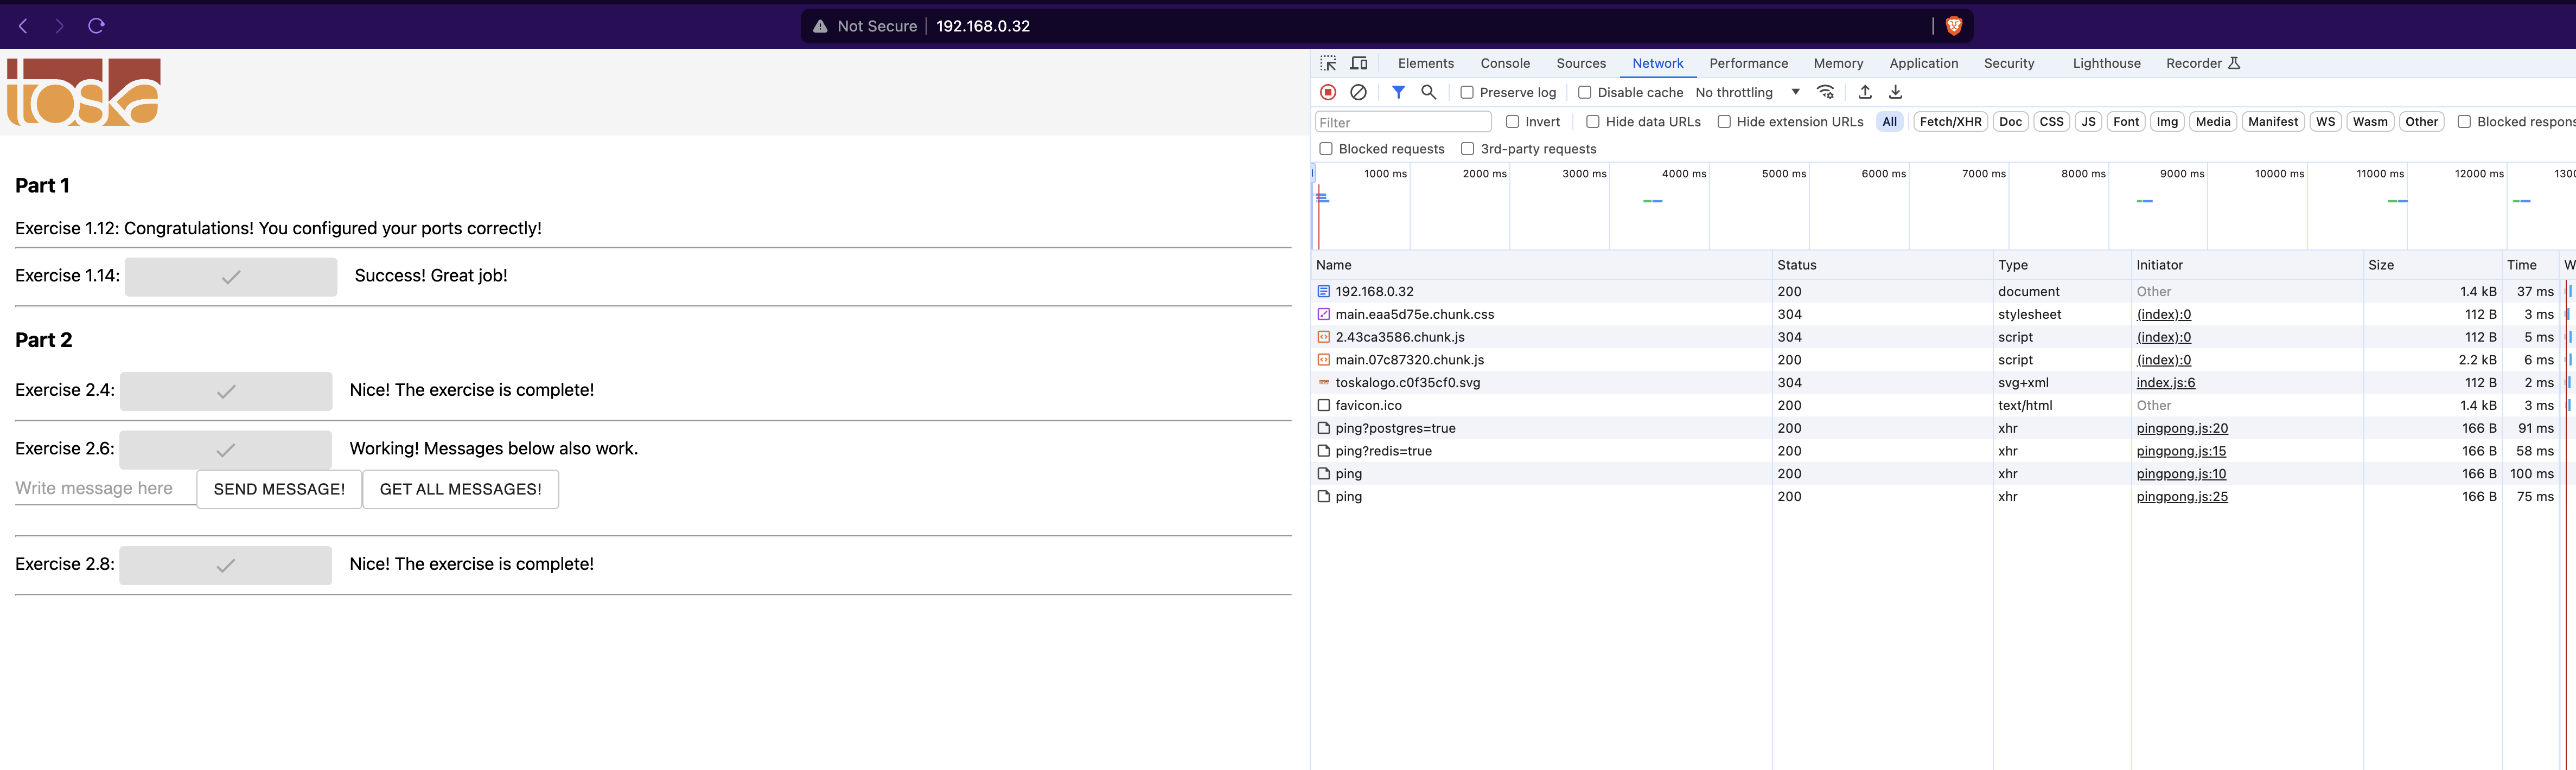 Not Secure 192.168.0.32
toska
Part 1
Exercise 1.12: Congratulations! You configured your ports correctly!
Exercise 1.14: Success! Great job!
Part 2
Exercise 2.4: Nice! The exercise is complete!
Exercise 2.6: Working! Messages below also work.
Write message here SEND MESSAGE! GET ALL MESSAGES!
Exercise 2.8: Nice! The exercise is complete!
Elements Console Sources Network Performance Memory Application Security Lighthouse Recorder
Preserve log Disable cache No throttling
Filter Invert Hide data URLs Hide extension URLs All Fetch/XHR Doc CSS JS Font Img Media Manifest WS Wasm Other Blocked respon
Blocked requests 3rd-party requests
1000 ms 2000 ms 3000 ms 4000 ms 5000 ms 6000 ms 7000 ms 8000 ms 9000 ms 10000 ms 11000 ms 12000 ms 1300
Name Status Type Initiator Size Time W
192.168.0.32 200 document Other 1.4 kB 37 ms
main.eaa5d75e.chunk.css 304 stylesheet (index):0 112 B 3 ms
2.43ca3586.chunk.js 304 script (index):0 112 B 5 ms
main.07c87320.chunk.js 200 script (index):0 2.2 kB 6 ms
toskalogo.c0f35cf0.svg 304 svg+xml index.js:6 112 B 2 ms
favicon.ico 200 text/html Other 1.4 kB 3 ms
ping?postgres=true 200 xhr pingpong.js:20 166 B 91 ms
ping?redis=true 200 xhr pingpong.js:15 166 B 58 ms
ping 200 xhr pingpong.js:10 166 B 100 ms
ping 200 xhr pingpong.js:25 166 B 75 ms